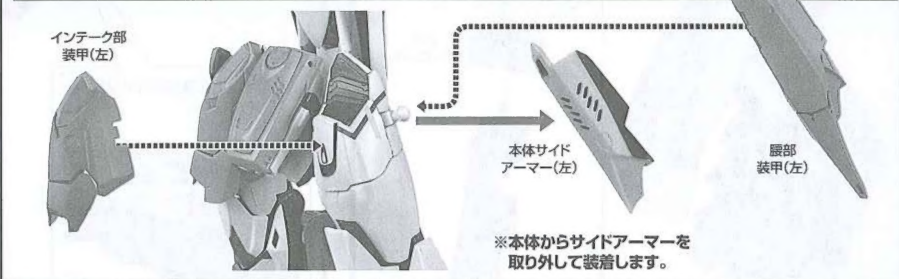 インテーク部
装甲(左)
本体サイド
アーマー(左)
腰部
装甲(左)
※本体からサイドアーマーを
取り外して装着します。